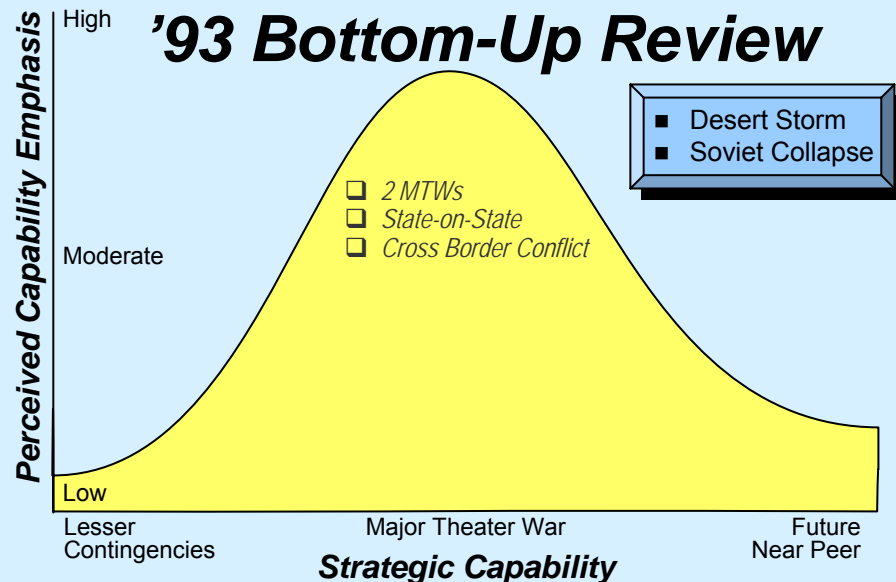 '93 Bottom-Up Review
High
Perceived Capability Emphasis
■ Desert Storm
■ Soviet Collapse
❑ 2 MTWs
❑ State-on-State
❑ Cross Border Conflict
Moderate
Low
Lesser
Contingencies
Major Theater War
Future
Near Peer
Strategic Capability